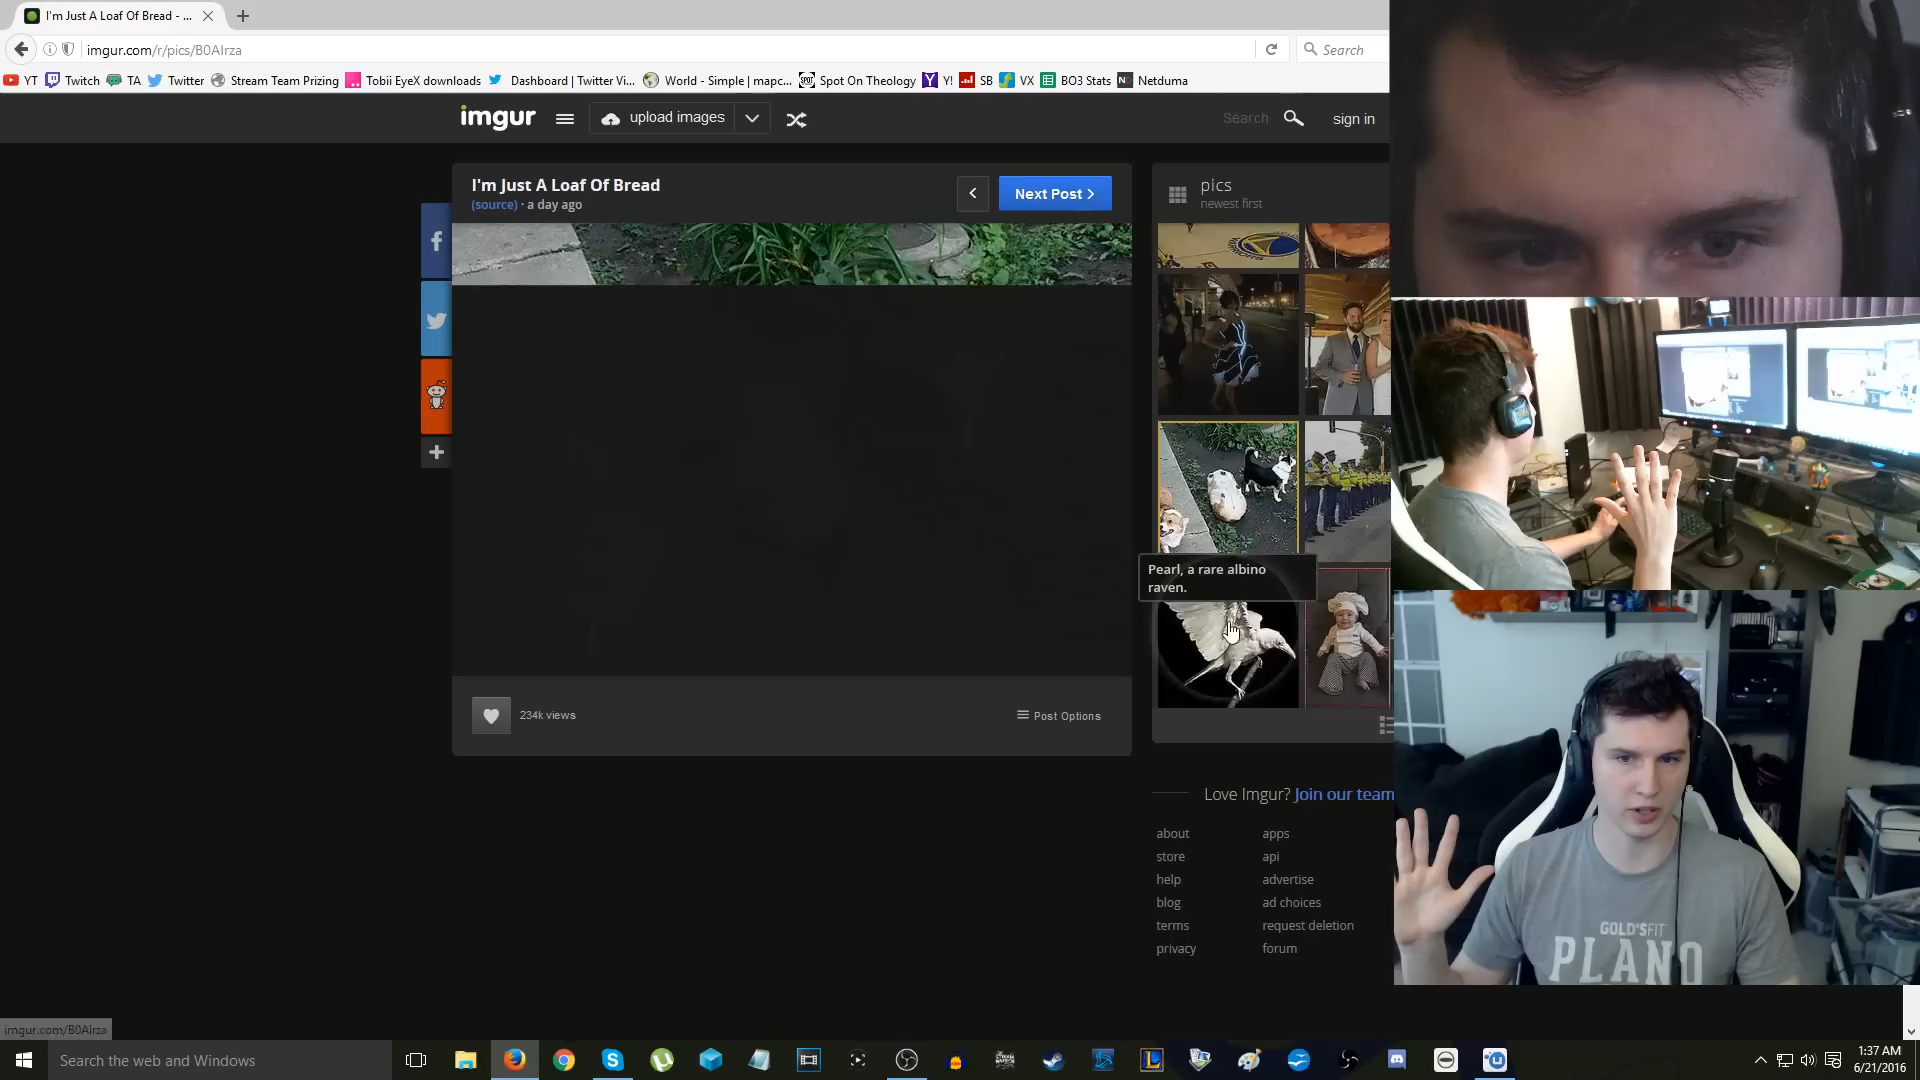 I'm Just A Loaf Of Bread - ...
imgur.com/r/pics/B0AIrza
Search
YT Twitch TA Twitter Stream Team Prizing Tobii EyeX downloads Dashboard | Twitter Vi... World - Simple | mapc... Spot On Theology Y! SB VX BO3 Stats Netduma
imgur upload images Search sign in
I'm Just A Loaf Of Bread
(source) · a day ago
Next Post
pics
newest first
Pearl, a rare albino
raven.
234k views
Post Options
Love Imgur? Join our team
about apps
store api
help advertise
blog ad choices
terms request deletion
privacy forum
GOLD'S FIT
PLANO
imgur.com/B0AIrza
Search the web and Windows
1:37 AM
6/21/2016